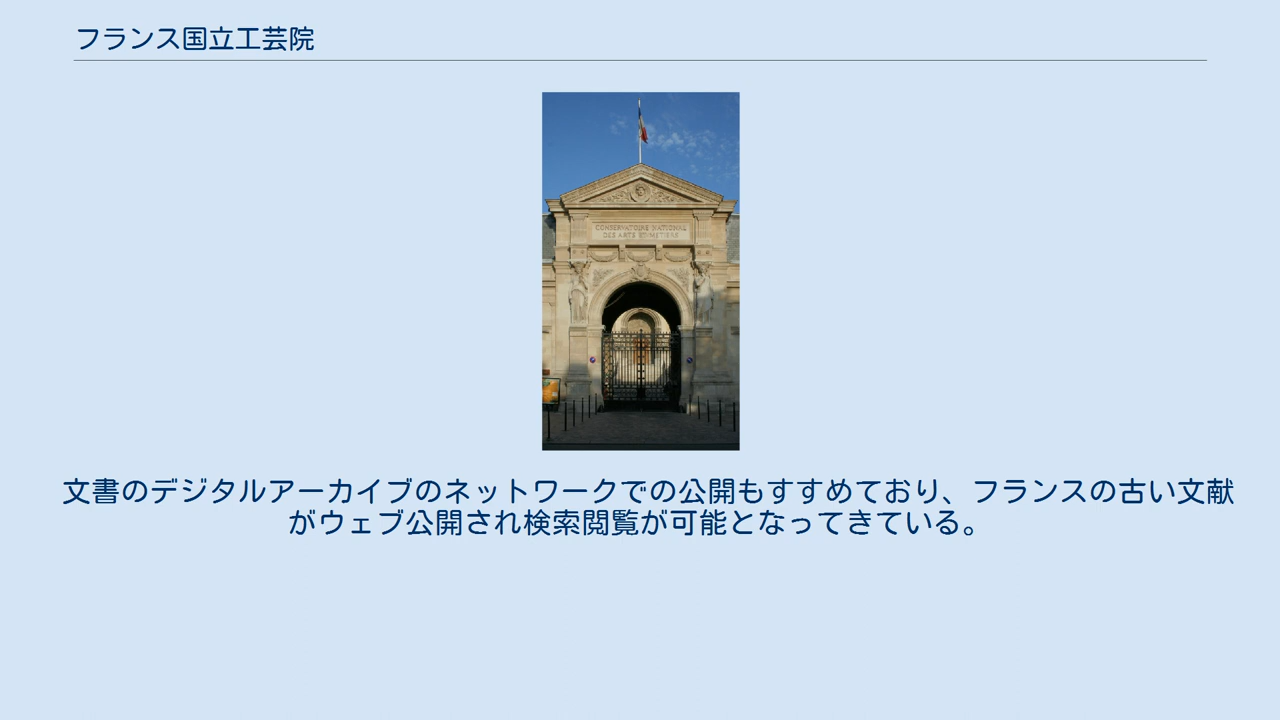 フランス国立工芸院
CONSERVATOIRE NATIONAL
DES ARTS ET METIERS
文書のデジタルアーカイブのネットワークでの公開もすすめており、フランスの古い文献
がウェブ公開され検索閲覧が可能となってきている。